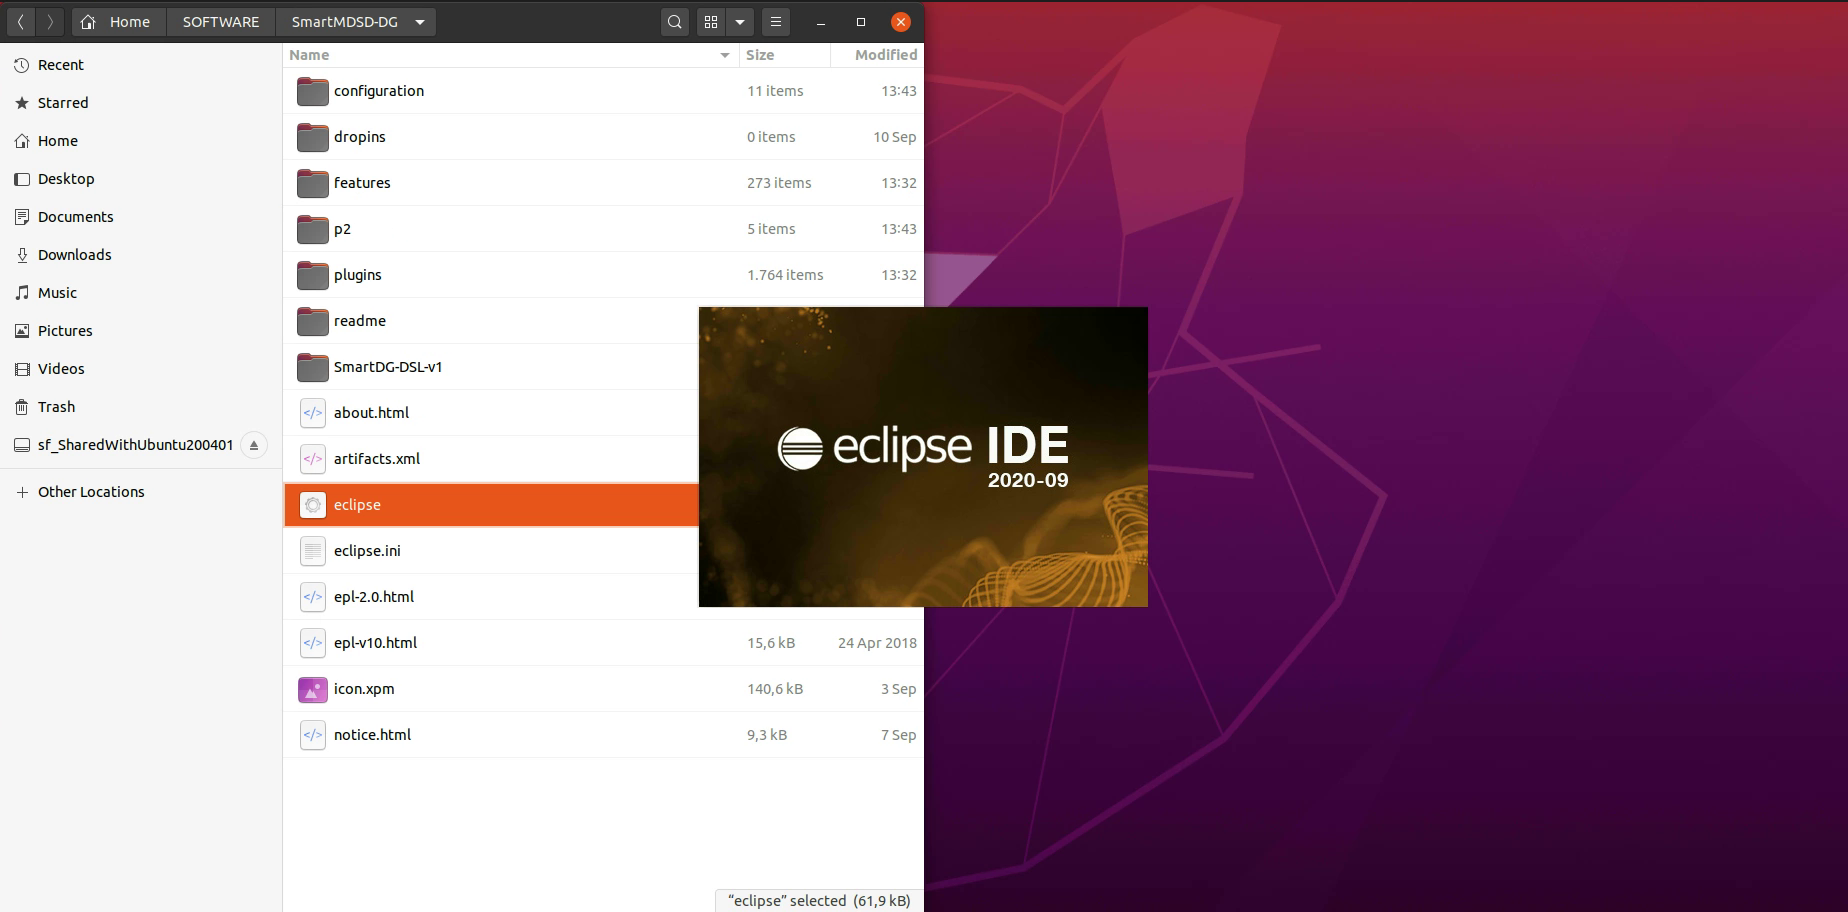 Home SOFTWARE SmartMDSD-DG
Name Size Modified
Recent
Starred
Home
Desktop
Documents
Downloads
Music
Pictures
Videos
Trash
sf_SharedWithUbuntu200401
Other Locations
configuration 11 items 13:43
dropins 0 items 10 Sep
features 273 items 13:32
p2 5 items 13:43
plugins 1.764 items 13:32
readme
SmartDG-DSL-v1
about.html
</>
artifacts.xml
</>
eclipse
eclipse.ini
epl-2.0.html
</>
epl-v10.html 15,6 kB 24 Apr 2018
</>
icon.xpm 140,6 kB 3 Sep
notice.html 9,3 kB 7 Sep
</>
eclipse IDE
2020-09
“eclipse” selected (61,9 kB)